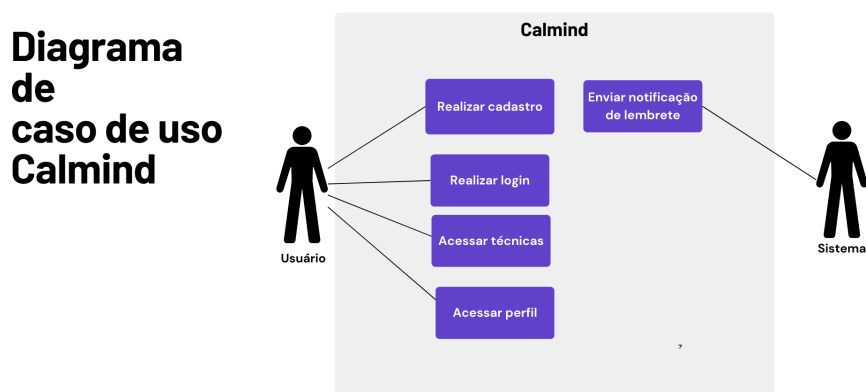 Diagrama
de
caso de uso
Calmind
Calmind
Realizar cadastro
Enviar notificação
de lembrete
Realizar login
Acessar técnicas
Acessar perfil
Usuário
Sistema